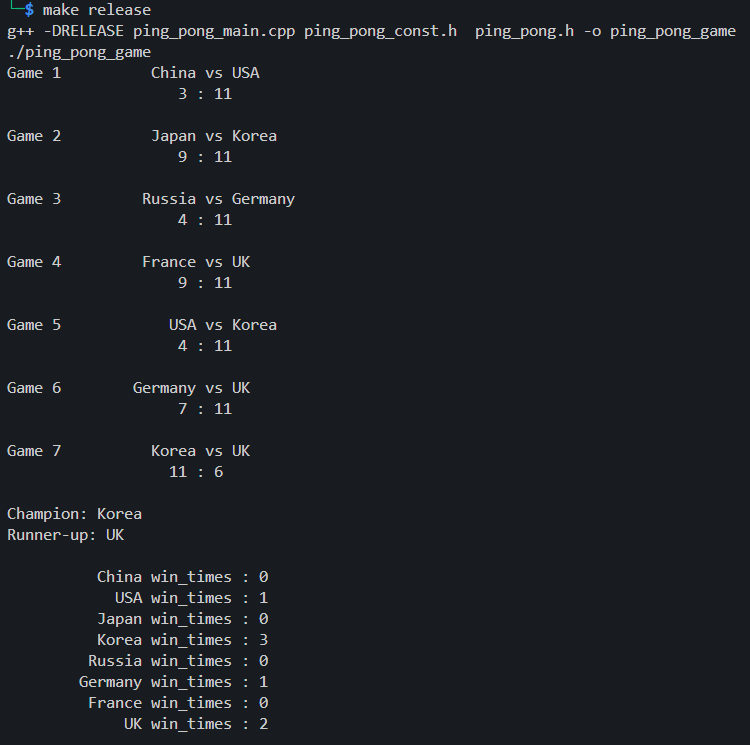 └─$ make release
g++ -DRELEASE ping_pong_main.cpp ping_pong_const.h  ping_pong.h -o ping_pong_game
./ping_pong_game
Game 1          China vs USA
                   3 : 11
Game 2          Japan vs Korea
                   9 : 11
Game 3         Russia vs Germany
                   4 : 11
Game 4         France vs UK
                   9 : 11
Game 5            USA vs Korea
                   4 : 11
Game 6        Germany vs UK
                   7 : 11
Game 7          Korea vs UK
                  11 : 6
Champion: Korea
Runner-up: UK
          China win_times : 0
            USA win_times : 1
          Japan win_times : 0
          Korea win_times : 3
         Russia win_times : 0
        Germany win_times : 1
         France win_times : 0
             UK win_times : 2